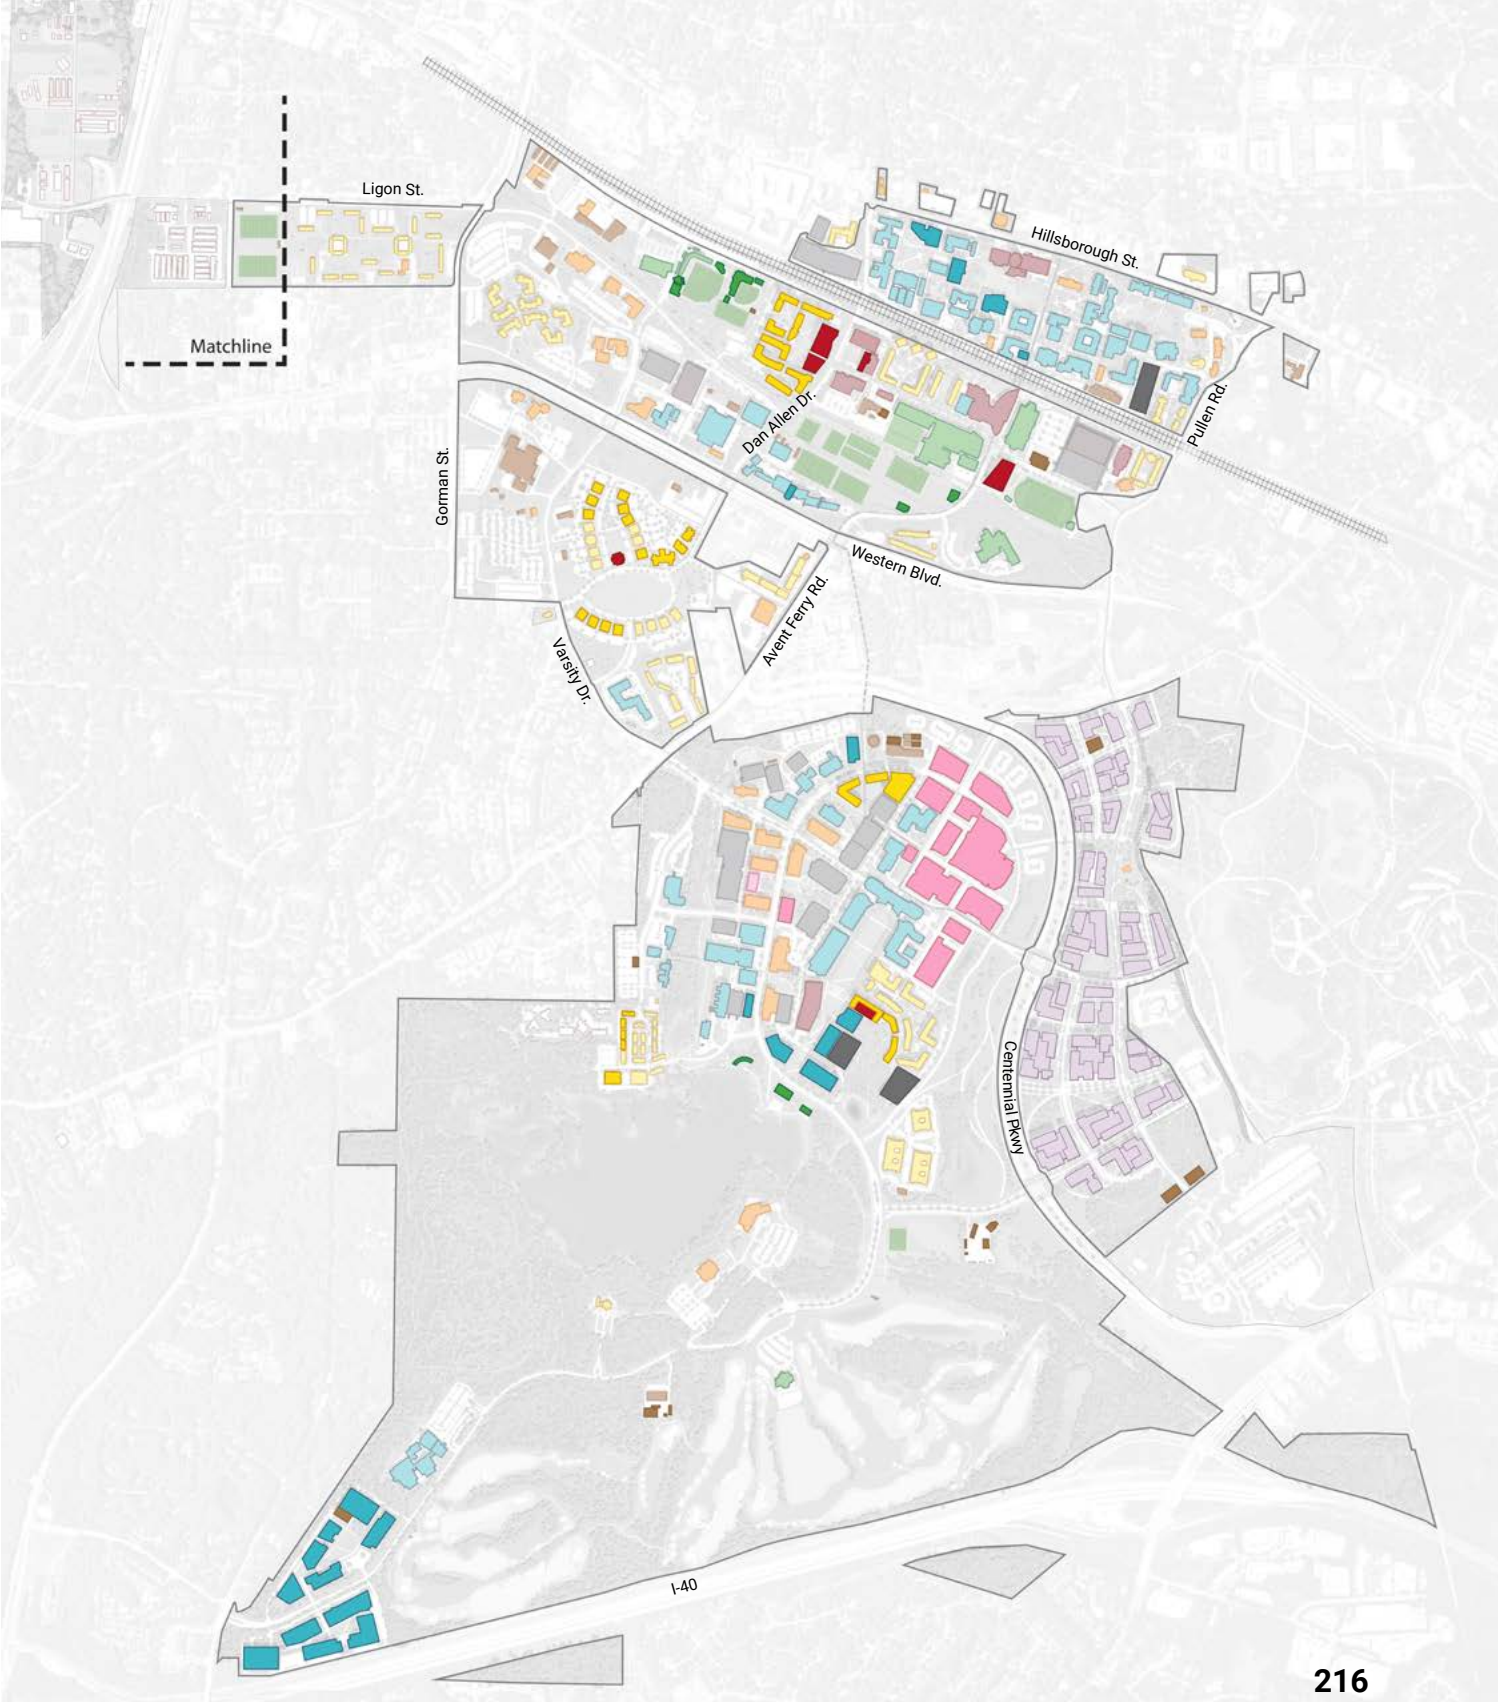 Ligon St.
Hillsborough St.
Matchline
Pullen Rd.
Dan Allen Dr.
Gorman St.
Western Blvd.
Avent Ferry Rd.
Varsity Dr.
Centennial Pkwy
I-40
216